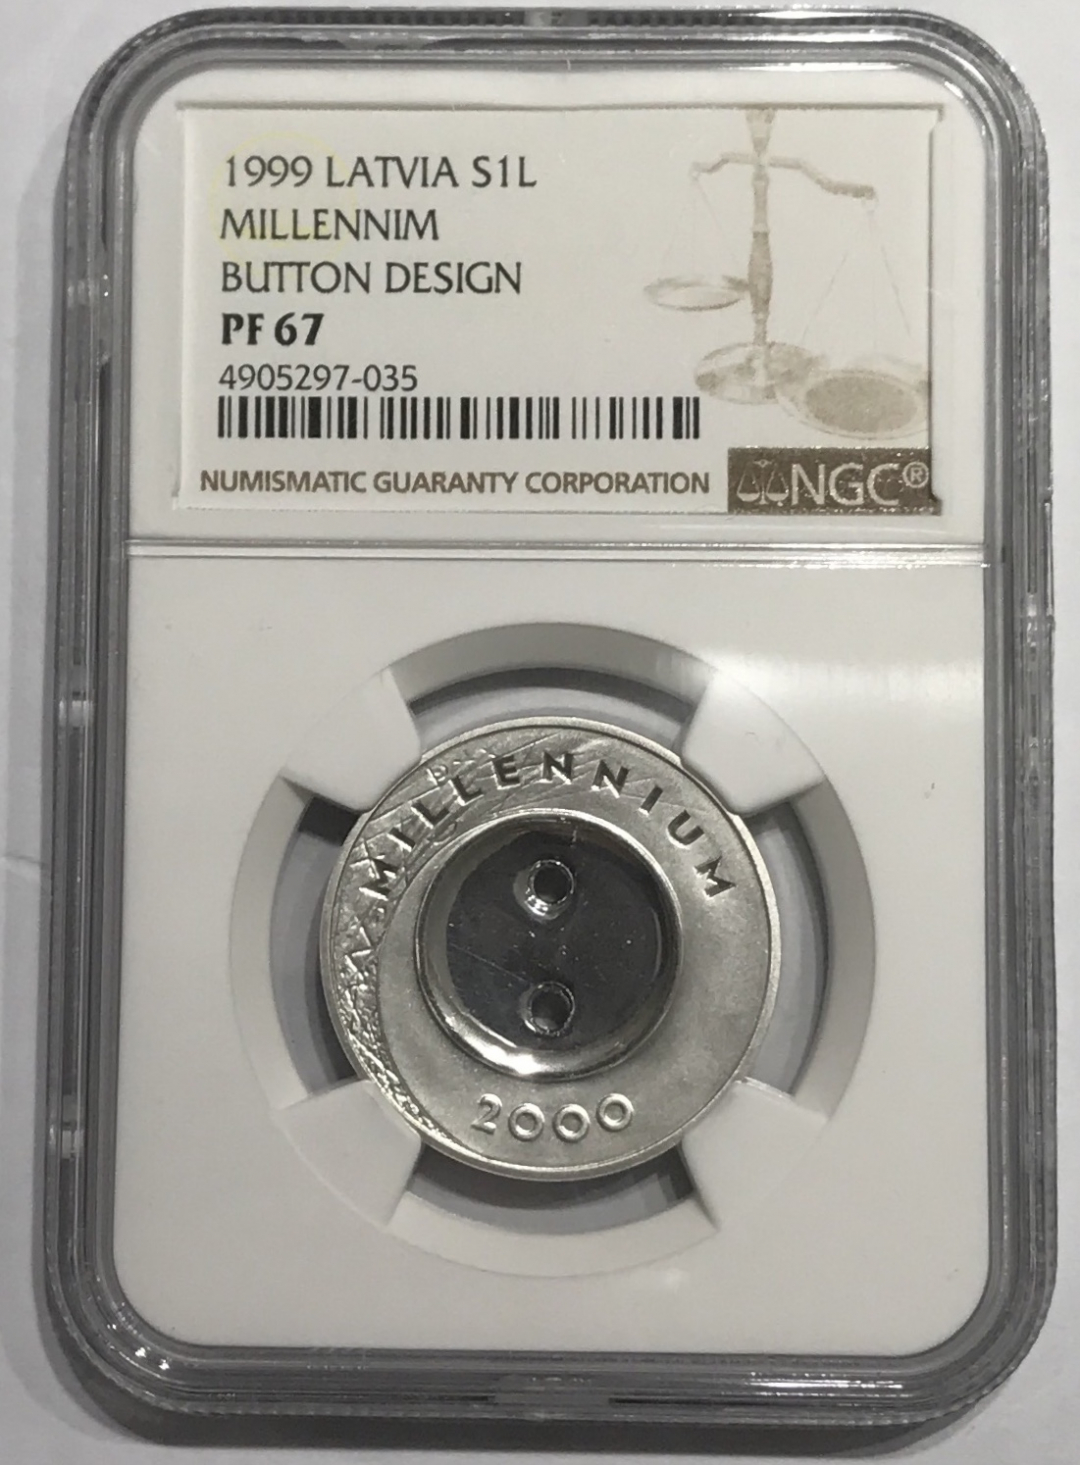 1999 LATVIA S1L
MILLENNIM
BUTTON DESIGN
PF 67
4905297-035
NUMISMATIC GUARANTY CORPORATION
NGC®
MILLENNIUM
2000